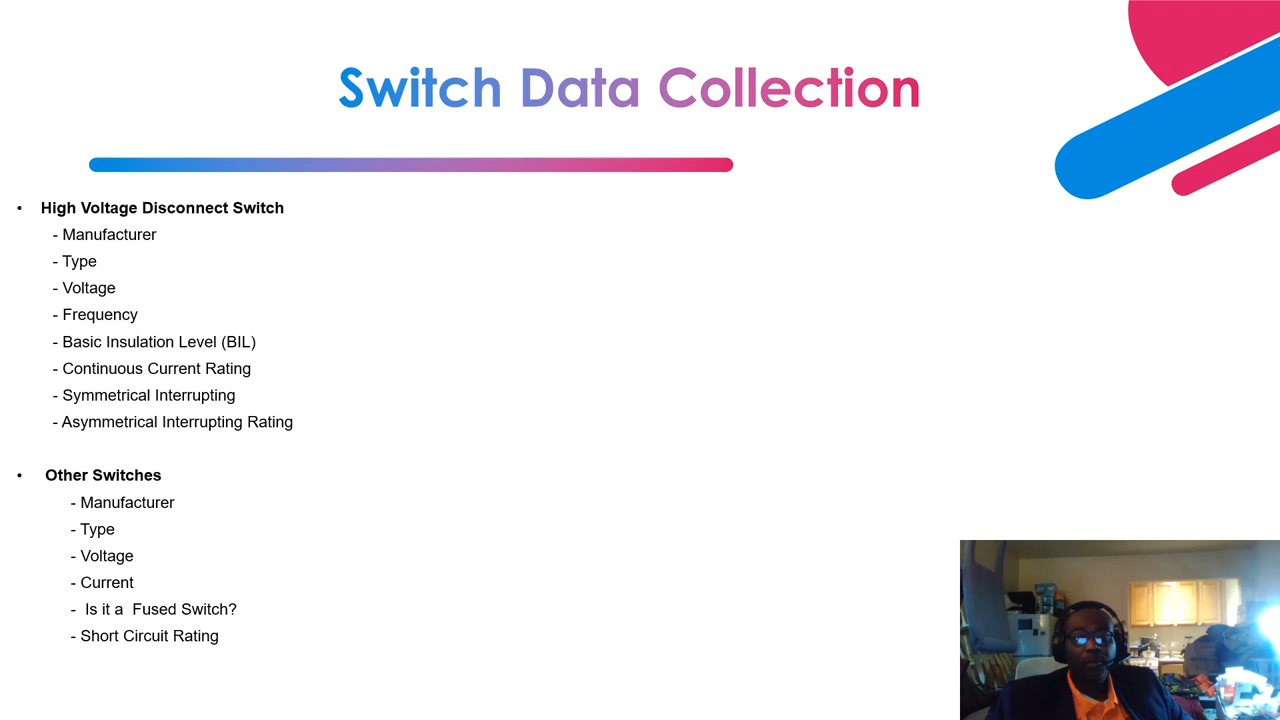 Switch Data Collection
• High Voltage Disconnect Switch
- Manufacturer
- Type
- Voltage
- Frequency
- Basic Insulation Level (BIL)
- Continuous Current Rating
- Symmetrical Interrupting
- Asymmetrical Interrupting Rating
• Other Switches
- Manufacturer
- Type
- Voltage
- Current
- Is it a Fused Switch?
- Short Circuit Rating